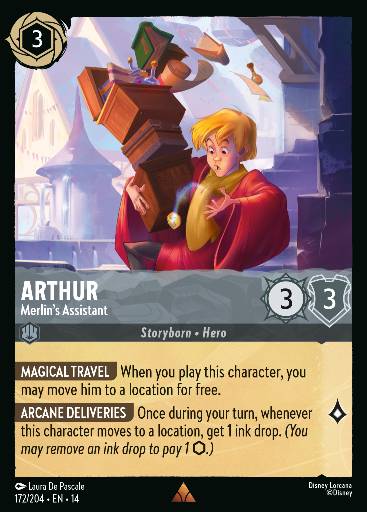 3
ARTHUR
Merlin's Assistant
3 3
Storyborn • Hero
MAGICAL TRAVEL When you play this character, you
may move him to a location for free.
ARCANE DELIVERIES Once during your turn, whenever
this character moves to a location, get 1 ink drop. (You
may remove an ink drop to pay 1 ⬡.)
Laura De Pascale
172/204 • EN • 14
Disney Lorcana
©Disney